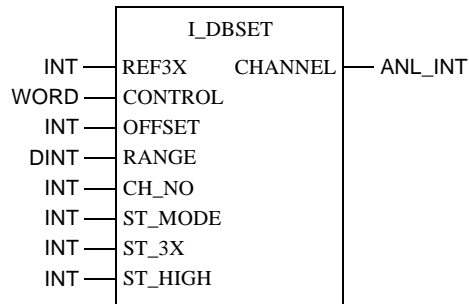 I_DBSET
INT REF3X CHANNEL ANL_INT
WORD CONTROL
INT OFFSET
DINT RANGE
INT CH_NO
INT ST_MODE
INT ST_3X
INT ST_HIGH